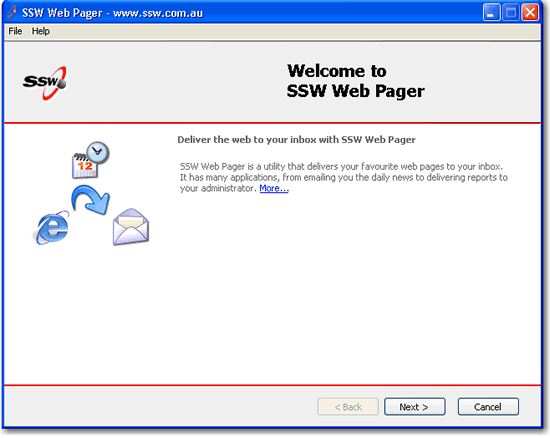 SSW Web Pager - www.ssw.com.au
File Help
SSW
Welcome to
SSW Web Pager
Deliver the web to your inbox with SSW Web Pager
SSW Web Pager is a utility that delivers your favourite web pages to your inbox.
It has many applications, from emailing you the daily news to delivering reports to
your administrator. More...
12
< Back Next > Cancel